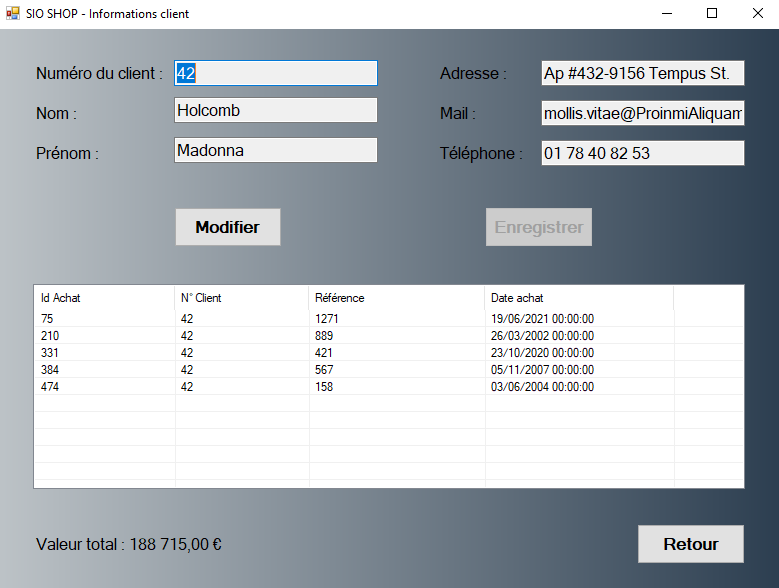 SIO SHOP - Informations client
Numéro du client : 42
Adresse : Ap #432-9156 Tempus St.
Nom : Holcomb
Mail : mollis.vitae@ProinmiAliquam
Prénom : Madonna
Téléphone : 01 78 40 82 53
Modifier Enregistrer
Id Achat N° Client Référence Date achat
75 42 1271 19/06/2021 00:00:00
210 42 889 26/03/2002 00:00:00
331 42 421 23/10/2020 00:00:00
384 42 567 05/11/2007 00:00:00
474 42 158 03/06/2004 00:00:00
Valeur total : 188 715,00 €
Retour